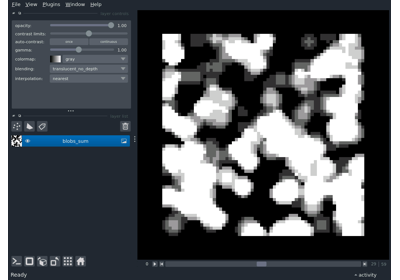 File View Plugins Window Help
opacity: 1.00
contrast limits:
auto-contrast: once continuous
gamma: 1.00
colormap: gray
blending: translucent_no_depth
interpolation: nearest
blobs_sum
activity